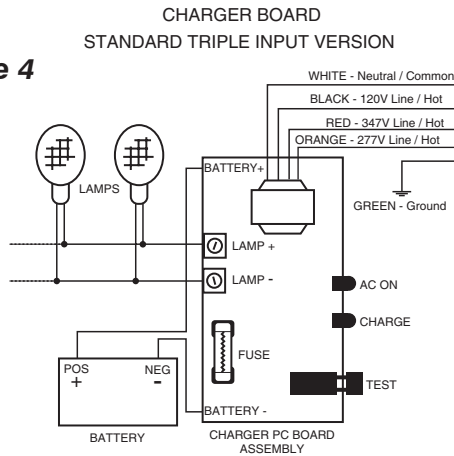 CHARGER BOARD
STANDARD TRIPLE INPUT VERSION
e 4
WHITE - Neutral / Common
BLACK - 120V Line / Hot
RED - 347V Line / Hot
ORANGE - 277V Line / Hot
GREEN - Ground
LAMPS
BATTERY+
LAMP +
LAMP -
AC ON
CHARGE
FUSE
TEST
POS
+
NEG
-
BATTERY -
BATTERY
CHARGER PC BOARD
ASSEMBLY